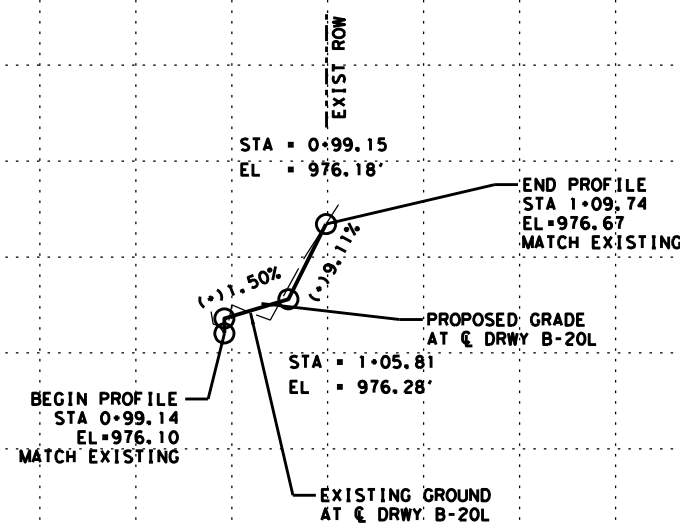 EXIST ROW
STA = 0+99.15
EL = 976.18'
END PROFILE
STA 1+09.74
EL=976.67
MATCH EXISTING
(+)1.50%
(+)9.11%
PROPOSED GRADE
AT ℄ DRWY B-20L
STA = 1+05.81
EL = 976.28'
BEGIN PROFILE
STA 0+99.14
EL=976.10
MATCH EXISTING
EXISTING GROUND
AT ℄ DRWY B-20L